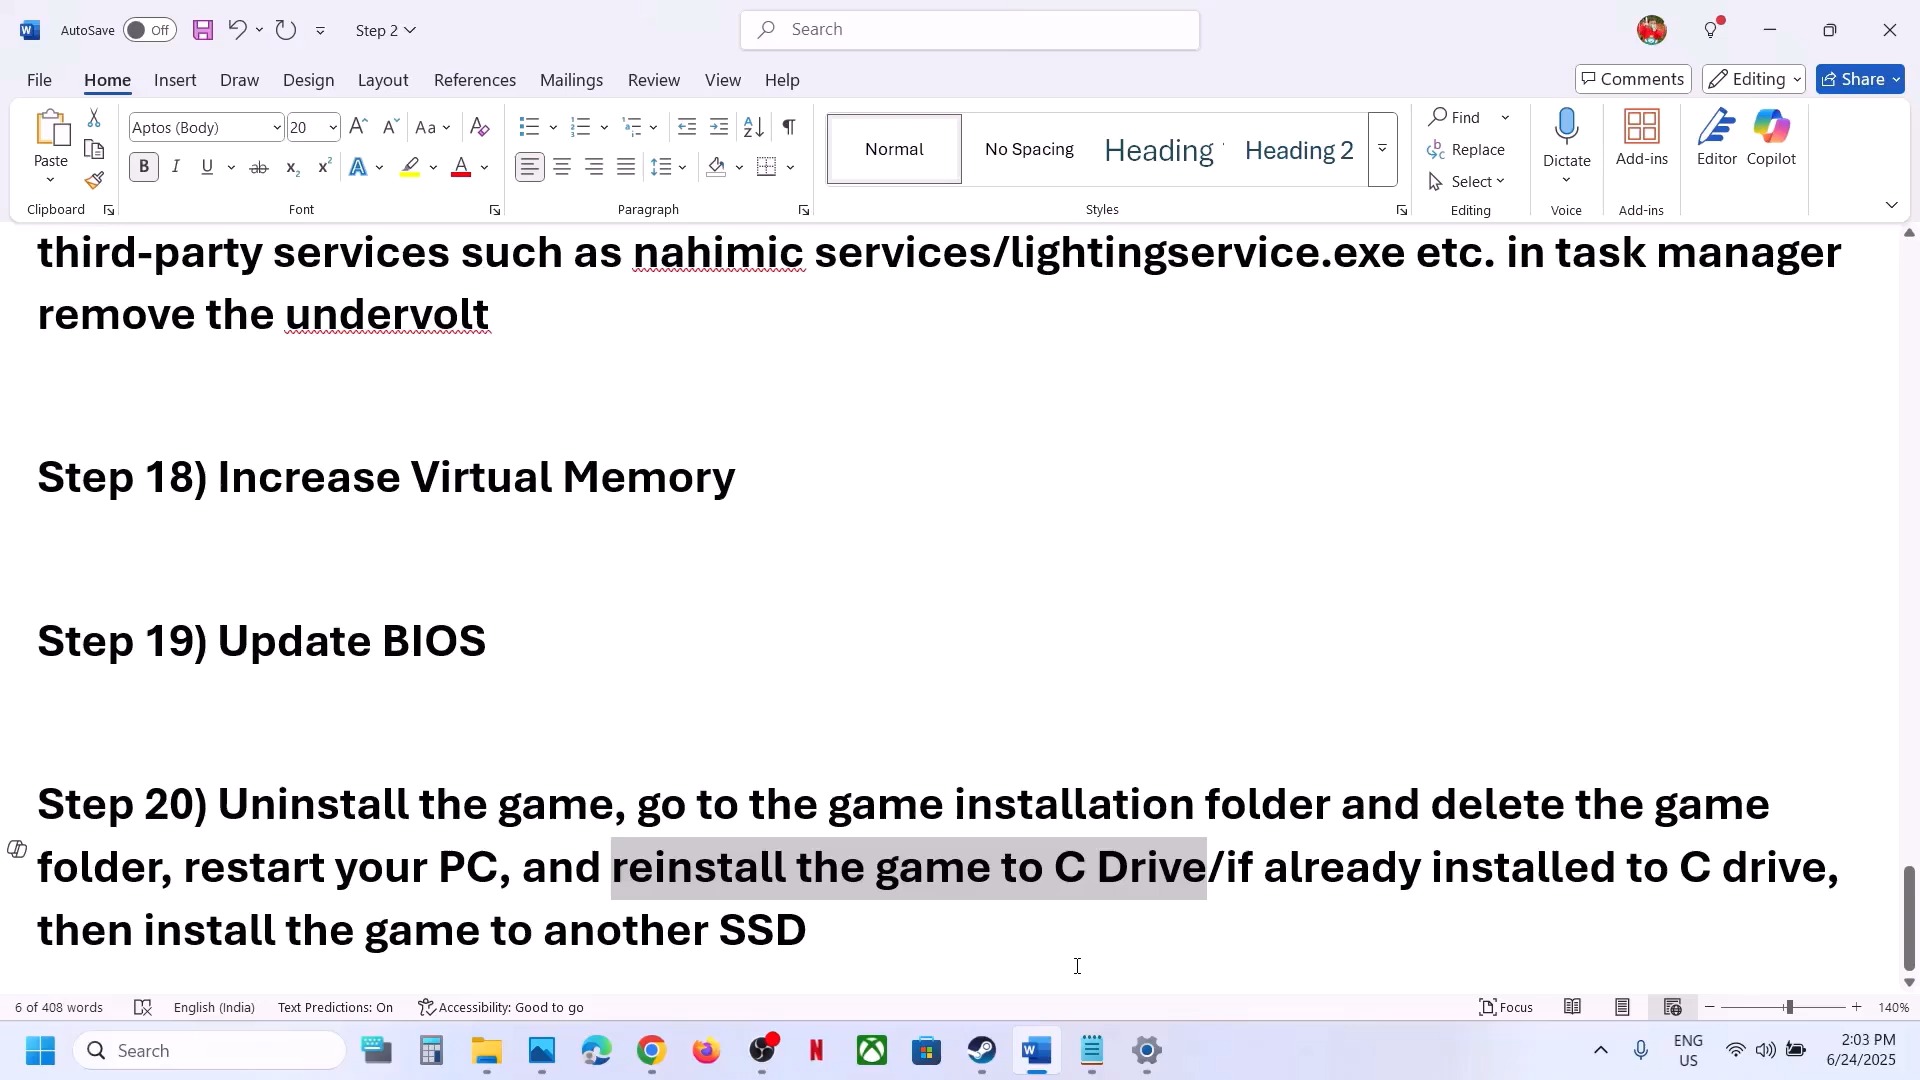 AutoSave Off Step 2 Search
File Home Insert Draw Design Layout References Mailings Review View Help Comments Editing Share
Paste Aptos (Body) 20 Aa Normal No Spacing Heading Heading 2 Find Replace Select Dictate Add-ins Editor Copilot
Clipboard Font Paragraph Styles Editing Voice Add-ins
third-party services such as nahimic services/lightingservice.exe etc. in task manager
remove the undervolt
Step 18) Increase Virtual Memory
Step 19) Update BIOS
Step 20) Uninstall the game, go to the game installation folder and delete the game
folder, restart your PC, and reinstall the game to C Drive/if already installed to C drive,
then install the game to another SSD
6 of 408 words English (India) Text Predictions: On Accessibility: Good to go Focus 140%
Search ENG 2:03 PM
US 6/24/2025